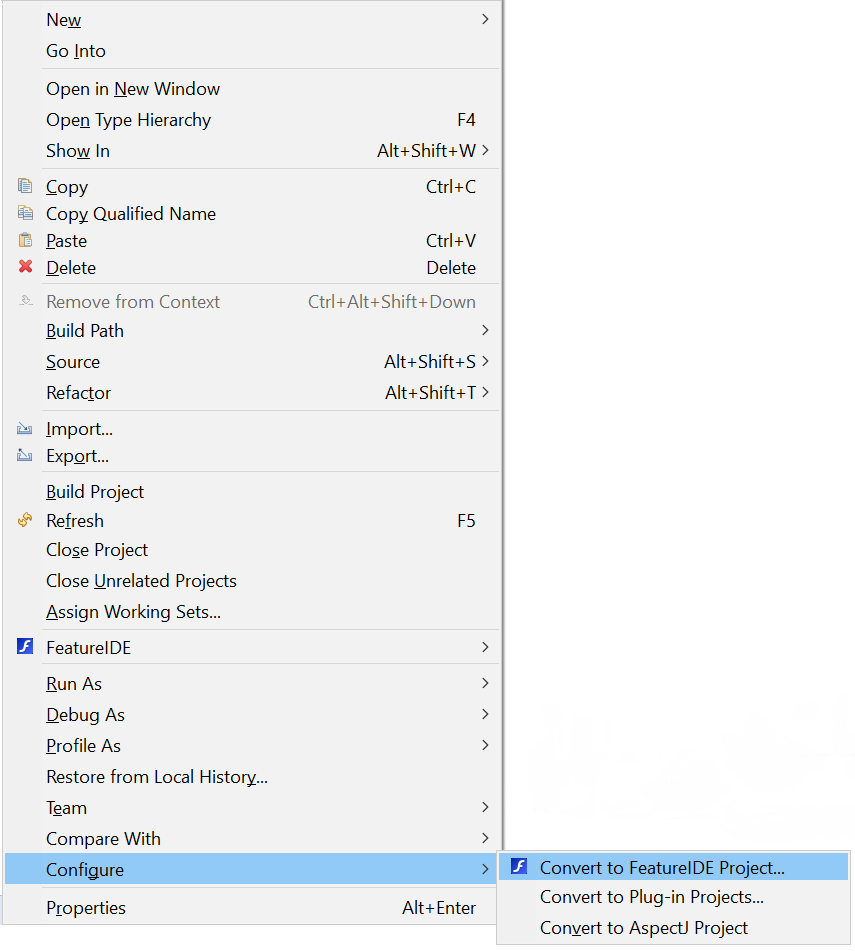 New
Go Into
Open in New Window
Open Type Hierarchy F4
Show In Alt+Shift+W
Copy Ctrl+C
Copy Qualified Name
Paste Ctrl+V
Delete Delete
Remove from Context Ctrl+Alt+Shift+Down
Build Path
Source Alt+Shift+S
Refactor Alt+Shift+T
Import...
Export...
Build Project
Refresh F5
Close Project
Close Unrelated Projects
Assign Working Sets...
FeatureIDE
Run As
Debug As
Profile As
Restore from Local History...
Team
Compare With
Configure
Convert to FeatureIDE Project...
Convert to Plug-in Projects...
Properties Alt+Enter
Convert to AspectJ Project